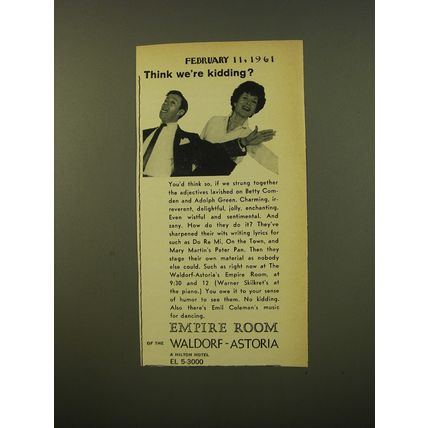 FEBRUARY 11, 1961
Think we're kidding?
You'd think so, if we strung together
the adjectives lavished on Betty Com-
den and Adolph Green. Charming, ir-
reverent, delightful, jolly, enchanting.
Even wistful and sentimental. And
zany. How do they do it? They've
sharpened their wits writing lyrics for
such as Do Re Mi, On the Town, and
Mary Martin's Peter Pan. Then they
stage their own material as nobody
else could. Such as right now at The
Waldorf-Astoria's Empire Room, at
9:30 and 12 (Warner Skilkret's at
the piano.) You owe it to your sense
of humor to see them. No kidding.
Also there's Emil Coleman's music
for dancing.
EMPIRE ROOM
OF THE WALDORF-ASTORIA
A HILTON HOTEL
EL 5-3000